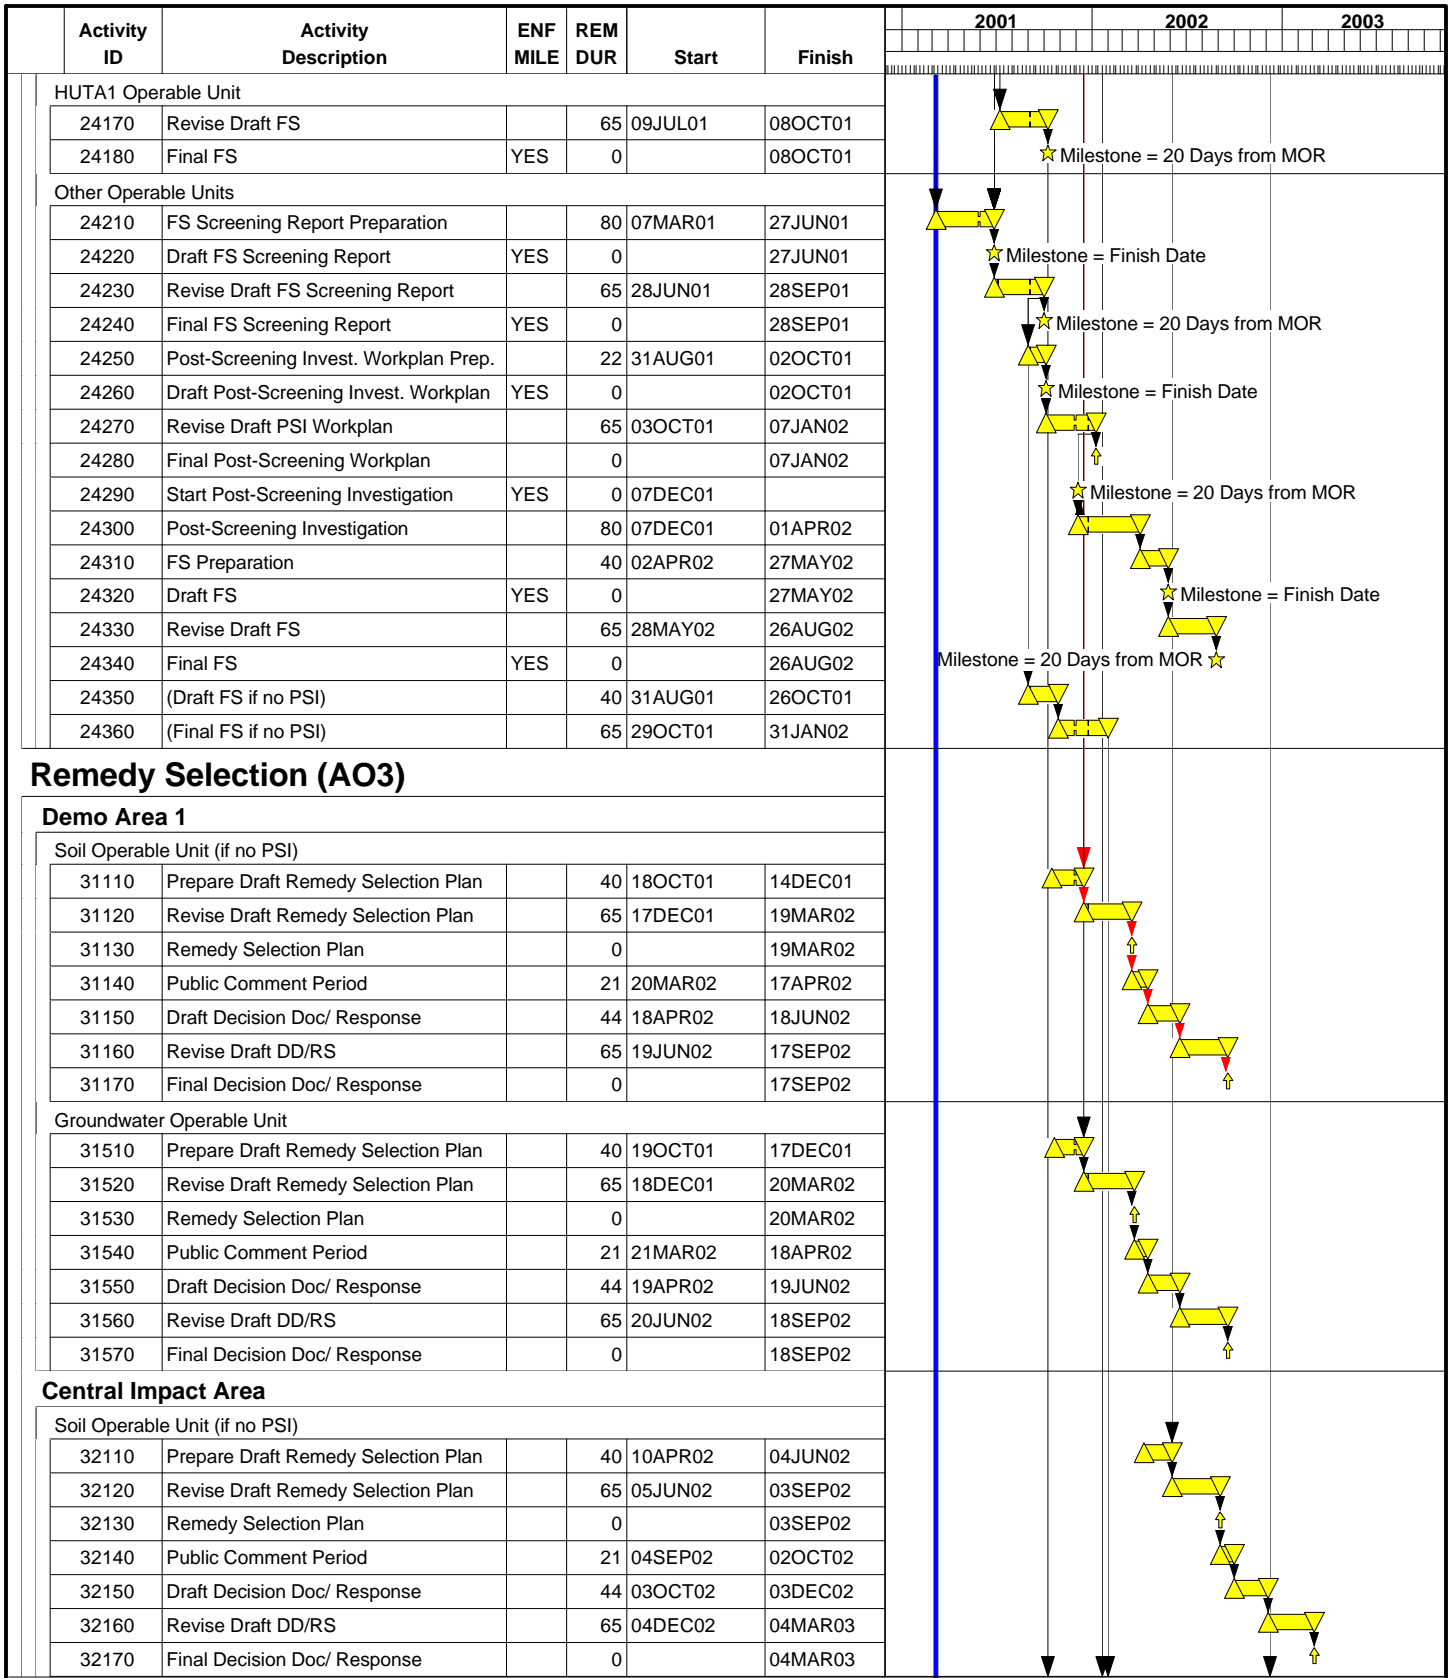 Activity ID Activity Description ENF MILE REM DUR Start Finish 2001 2002 2003
HUTA1 Operable Unit
24170 Revise Draft FS 65 09JUL01 08OCT01
24180 Final FS YES 0 08OCT01 Milestone = 20 Days from MOR
Other Operable Units
24210 FS Screening Report Preparation 80 07MAR01 27JUN01
24220 Draft FS Screening Report YES 0 27JUN01 Milestone = Finish Date
24230 Revise Draft FS Screening Report 65 28JUN01 28SEP01
24240 Final FS Screening Report YES 0 28SEP01 Milestone = 20 Days from MOR
24250 Post-Screening Invest. Workplan Prep. 22 31AUG01 02OCT01
24260 Draft Post-Screening Invest. Workplan YES 0 02OCT01 Milestone = Finish Date
24270 Revise Draft PSI Workplan 65 03OCT01 07JAN02
24280 Final Post-Screening Workplan 0 07JAN02
24290 Start Post-Screening Investigation YES 0 07DEC01 Milestone = 20 Days from MOR
24300 Post-Screening Investigation 80 07DEC01 01APR02
24310 FS Preparation 40 02APR02 27MAY02
24320 Draft FS YES 0 27MAY02 Milestone = Finish Date
24330 Revise Draft FS 65 28MAY02 26AUG02
24340 Final FS YES 0 26AUG02 Milestone = 20 Days from MOR
24350 (Draft FS if no PSI) 40 31AUG01 26OCT01
24360 (Final FS if no PSI) 65 29OCT01 31JAN02
Remedy Selection (AO3)
Demo Area 1
Soil Operable Unit (if no PSI)
31110 Prepare Draft Remedy Selection Plan 40 18OCT01 14DEC01
31120 Revise Draft Remedy Selection Plan 65 17DEC01 19MAR02
31130 Remedy Selection Plan 0 19MAR02
31140 Public Comment Period 21 20MAR02 17APR02
31150 Draft Decision Doc/ Response 44 18APR02 18JUN02
31160 Revise Draft DD/RS 65 19JUN02 17SEP02
31170 Final Decision Doc/ Response 0 17SEP02
Groundwater Operable Unit
31510 Prepare Draft Remedy Selection Plan 40 19OCT01 17DEC01
31520 Revise Draft Remedy Selection Plan 65 18DEC01 20MAR02
31530 Remedy Selection Plan 0 20MAR02
31540 Public Comment Period 21 21MAR02 18APR02
31550 Draft Decision Doc/ Response 44 19APR02 19JUN02
31560 Revise Draft DD/RS 65 20JUN02 18SEP02
31570 Final Decision Doc/ Response 0 18SEP02
Central Impact Area
Soil Operable Unit (if no PSI)
32110 Prepare Draft Remedy Selection Plan 40 10APR02 04JUN02
32120 Revise Draft Remedy Selection Plan 65 05JUN02 03SEP02
32130 Remedy Selection Plan 0 03SEP02
32140 Public Comment Period 21 04SEP02 02OCT02
32150 Draft Decision Doc/ Response 44 03OCT02 03DEC02
32160 Revise Draft DD/RS 65 04DEC02 04MAR03
32170 Final Decision Doc/ Response 0 04MAR03